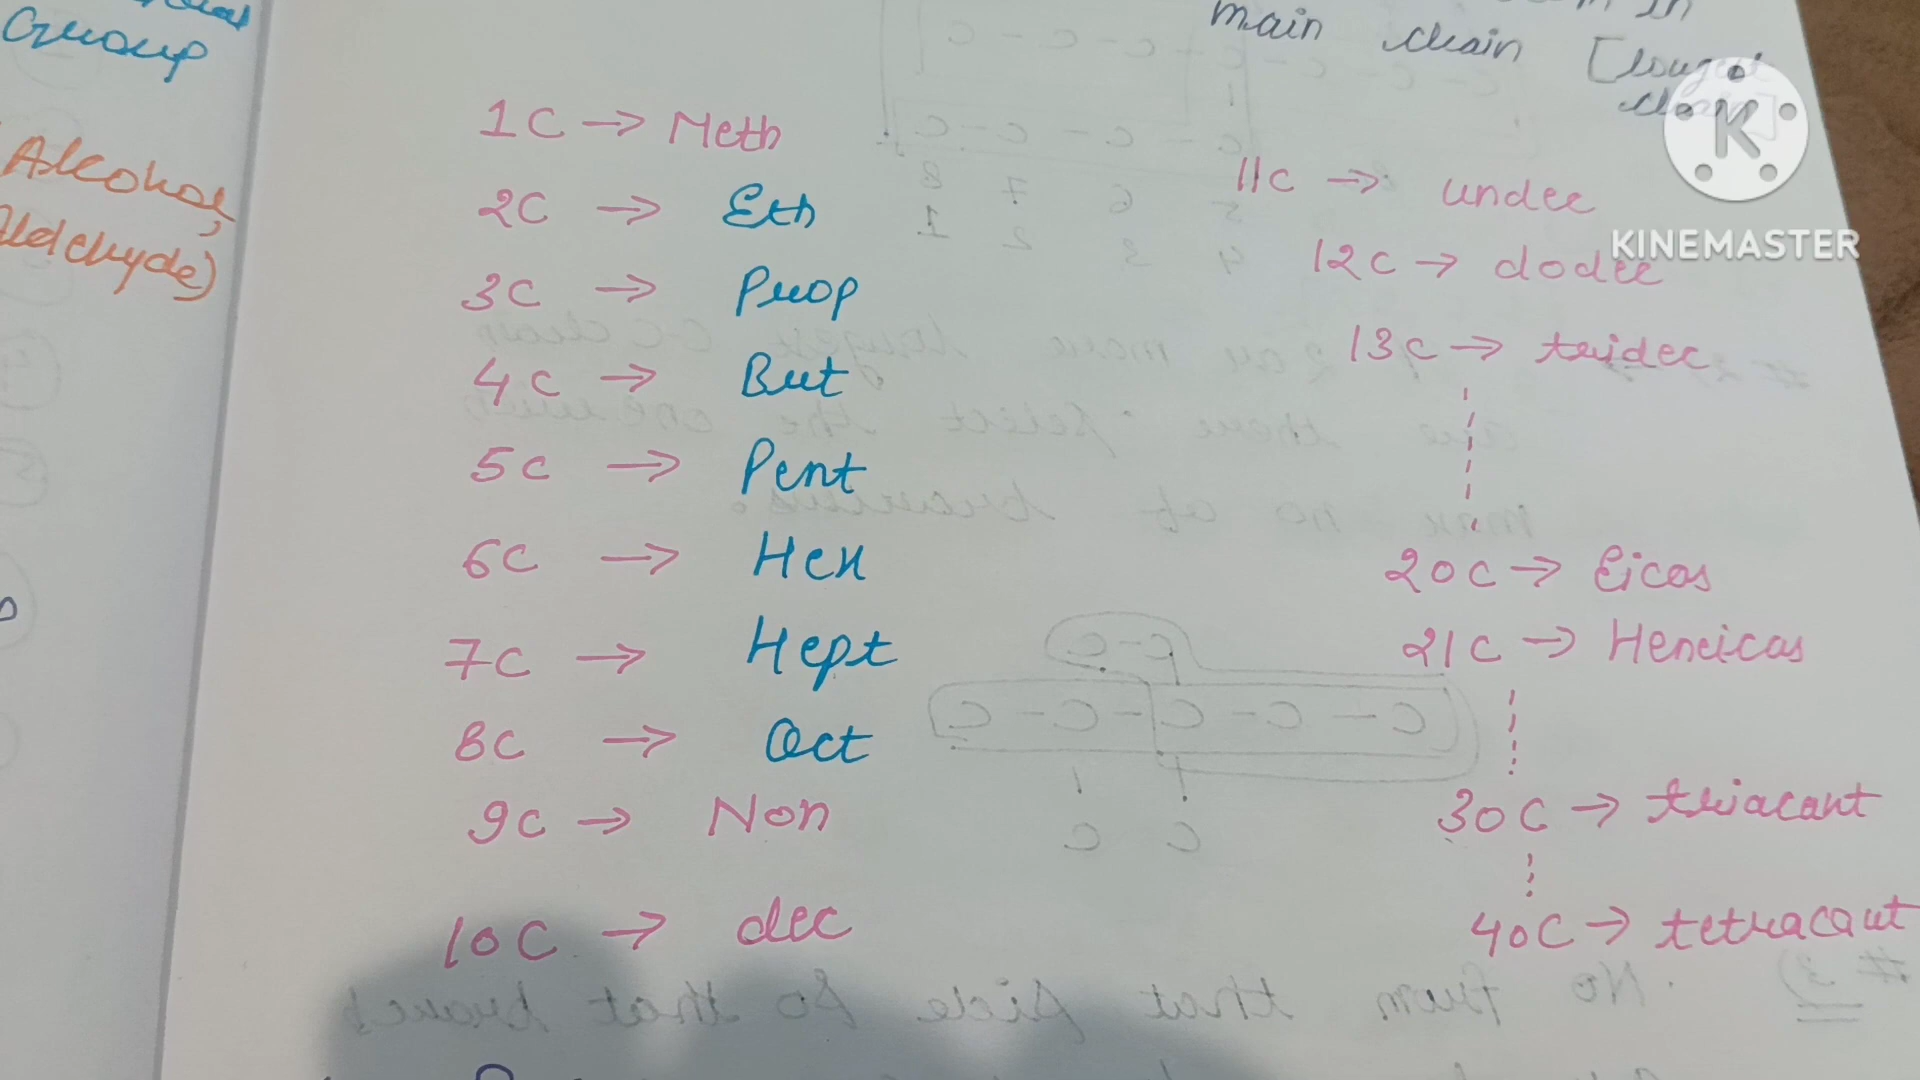 Group
Alcohol,
Aldehyde)
main chain [longest
chain]
1C → Meth
2C → Eth
3C → Prop
4C → But
5C → Pent
6C → Hex
7C → Hept
8C → Oct
9C → Non
10C → dec
11C → undec
12C → dodec
13C → tridec
20C → Eicos
21C → Heneicos
30C → triacont
40C → tetracont
KINEMASTER